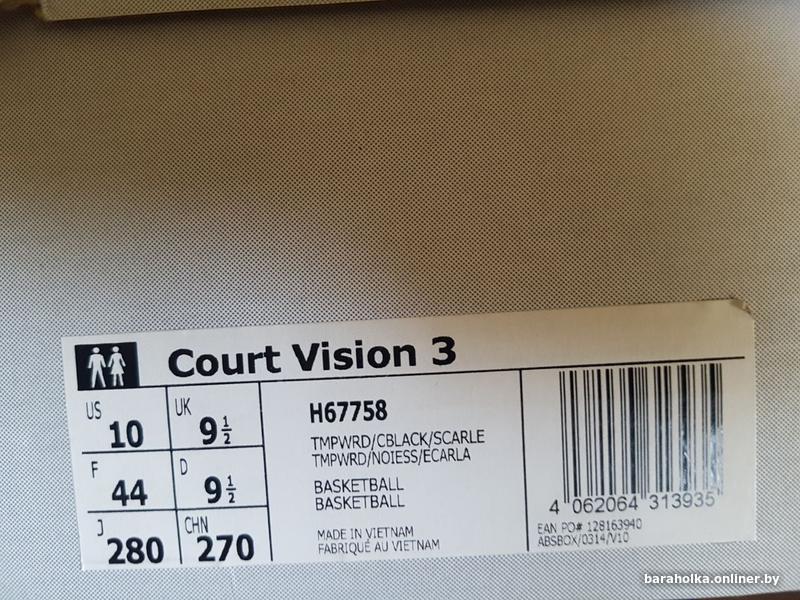 Court Vision 3
US 10
UK 9 1/2
F 44
D 9 1/2
J 280
CHN 270
H67758
TMPWRD/CBLACK/SCARLE
TMPWRD/NOIESS/ECARLA
BASKETBALL
BASKETBALL
MADE IN VIETNAM
FABRIQUÉ AU VIETNAM
4 062064 313935
EAN PO# 128163940
ABSBOX/0314/V10
baraholka.onliner.by